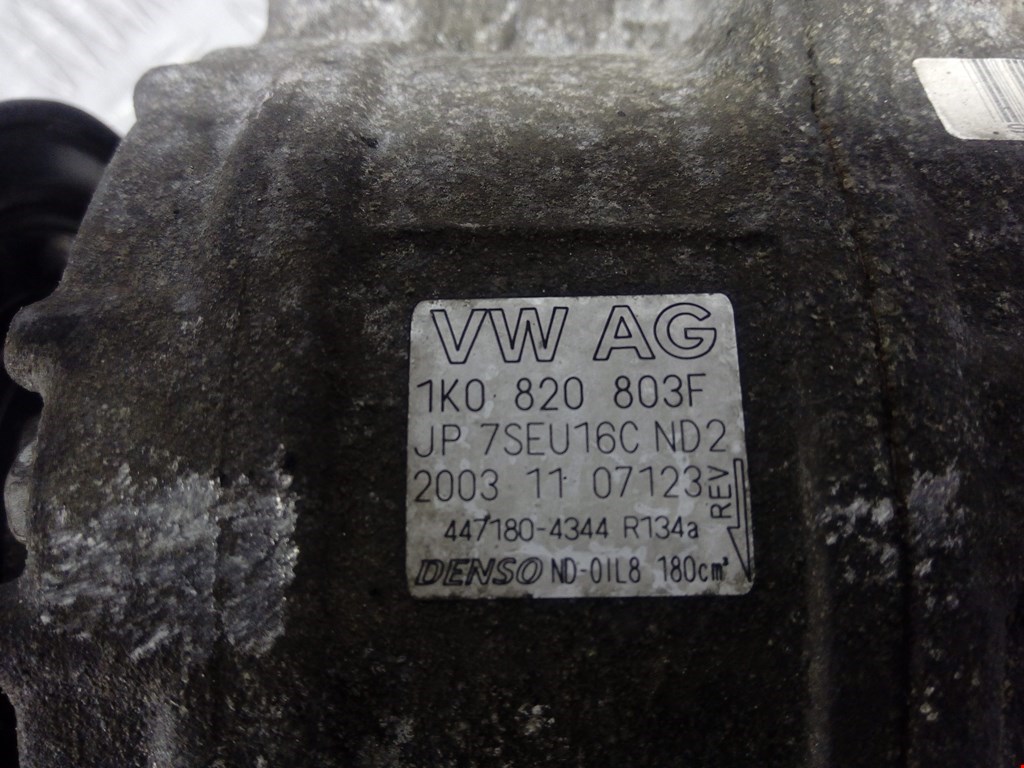 VW AG
1K0 820 803F
JP 7SEU16C ND2
2003 11 07123
REV
447180-4344 R134a
DENSO ND-OIL8 180cm³